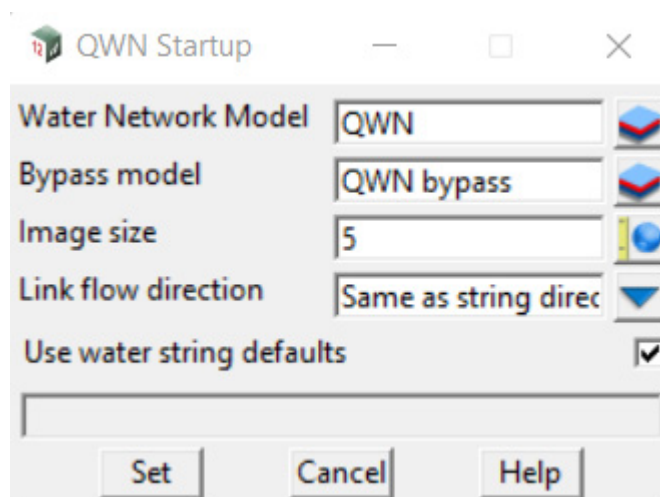 QWN Startup
Water Network Model QWN
Bypass model QWN bypass
Image size 5
Link flow direction Same as string direc
Use water string defaults
Set Cancel Help